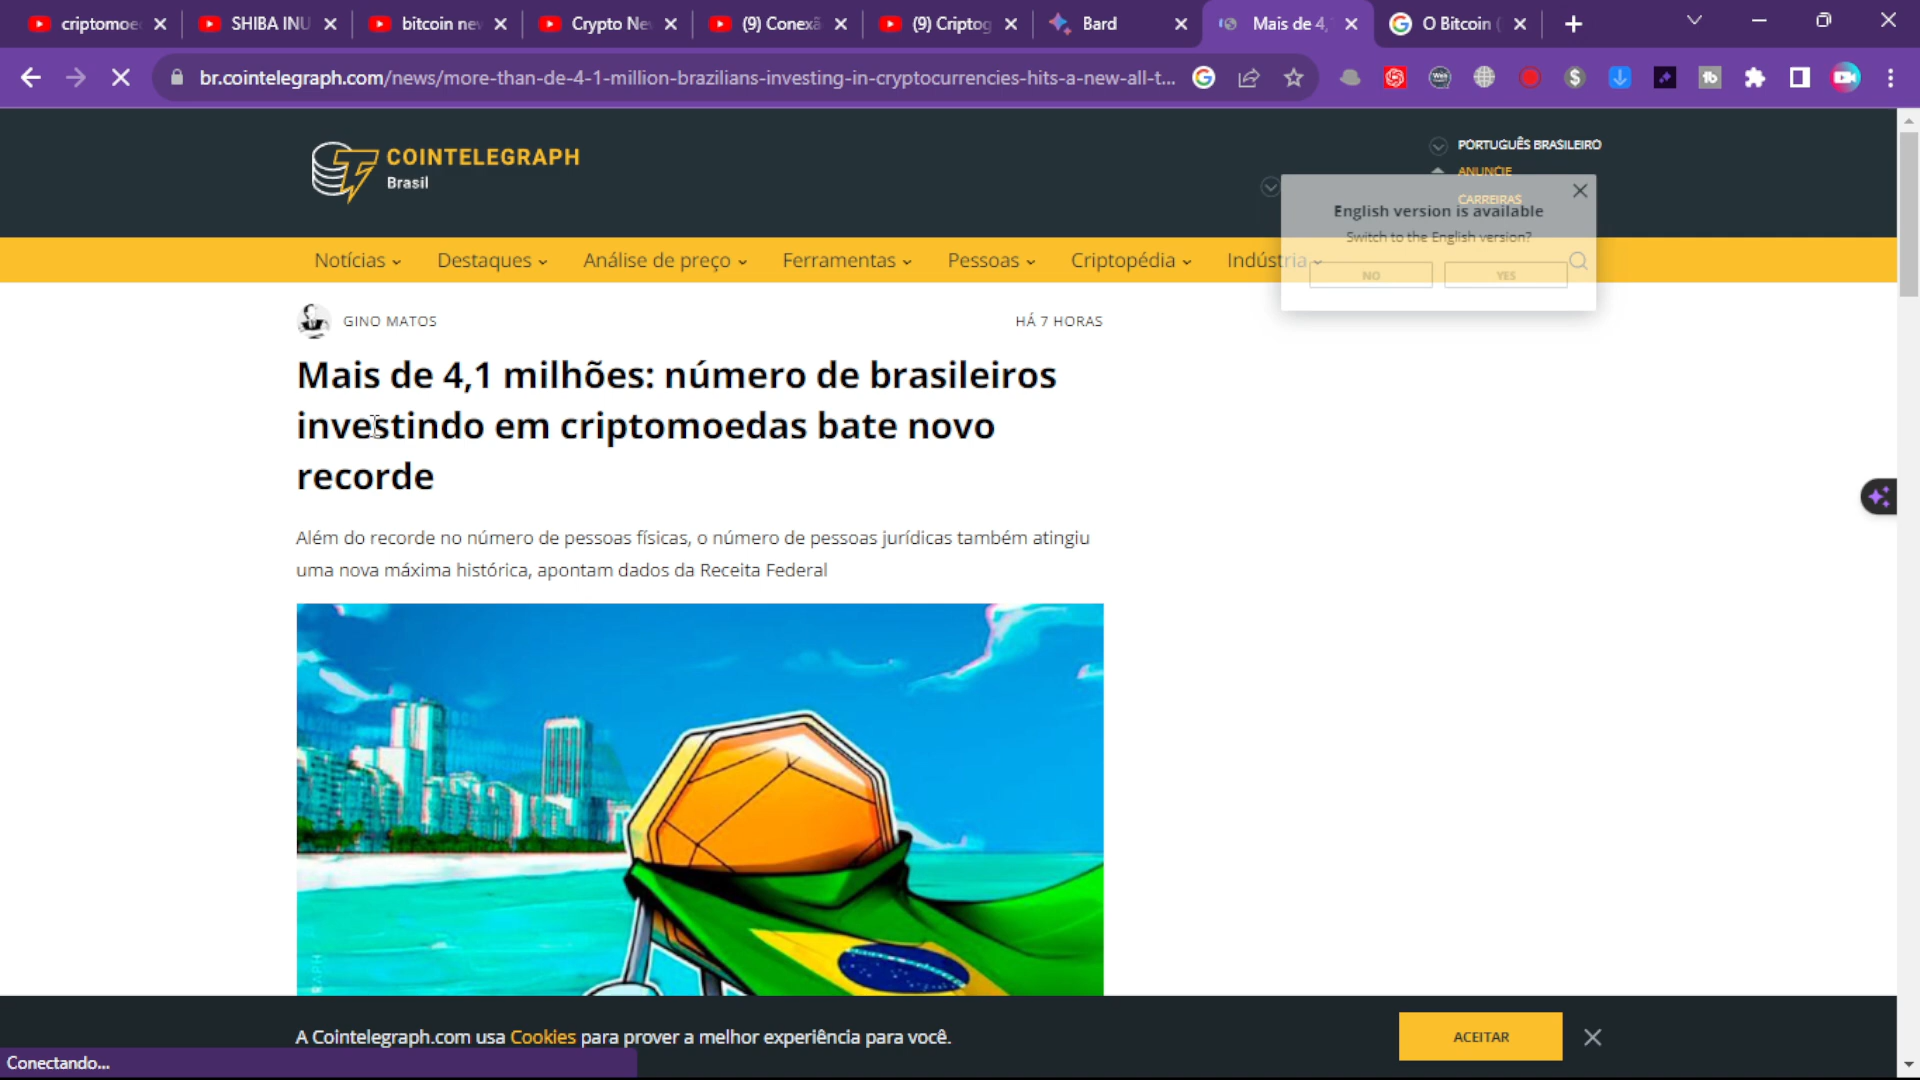 criptomoe
SHIBA INU
bitcoin ne
Crypto Ne
(9) Conexã
(9) Criptog
Bard
Mais de 4,
O Bitcoin (
br.cointelegraph.com/news/more-than-de-4-1-million-brazilians-investing-in-cryptocurrencies-hits-a-new-all-t...
COINTELEGRAPH
Brasil
PORTUGUÊS BRASILEIRO
ANUNCIE
CARREIRAS
English version is available
Switch to the English version?
NO
YES
Notícias
Destaques
Análise de preço
Ferramentas
Pessoas
Criptopédia
Indústria
GINO MATOS
HÁ 7 HORAS
Mais de 4,1 milhões: número de brasileiros
investindo em criptomoedas bate novo
recorde
Além do recorde no número de pessoas físicas, o número de pessoas jurídicas também atingiu
uma nova máxima histórica, apontam dados da Receita Federal
A Cointelegraph.com usa Cookies para prover a melhor experiência para você.
ACEITAR
Conectando...